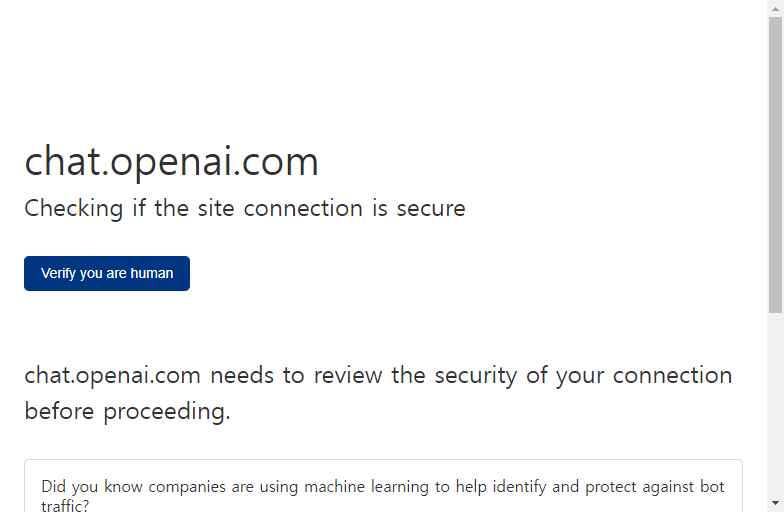 chat.openai.com
Checking if the site connection is secure
Verify you are human
chat.openai.com needs to review the security of your connection
before proceeding.
Did you know companies are using machine learning to help identify and protect against bot
traffic?